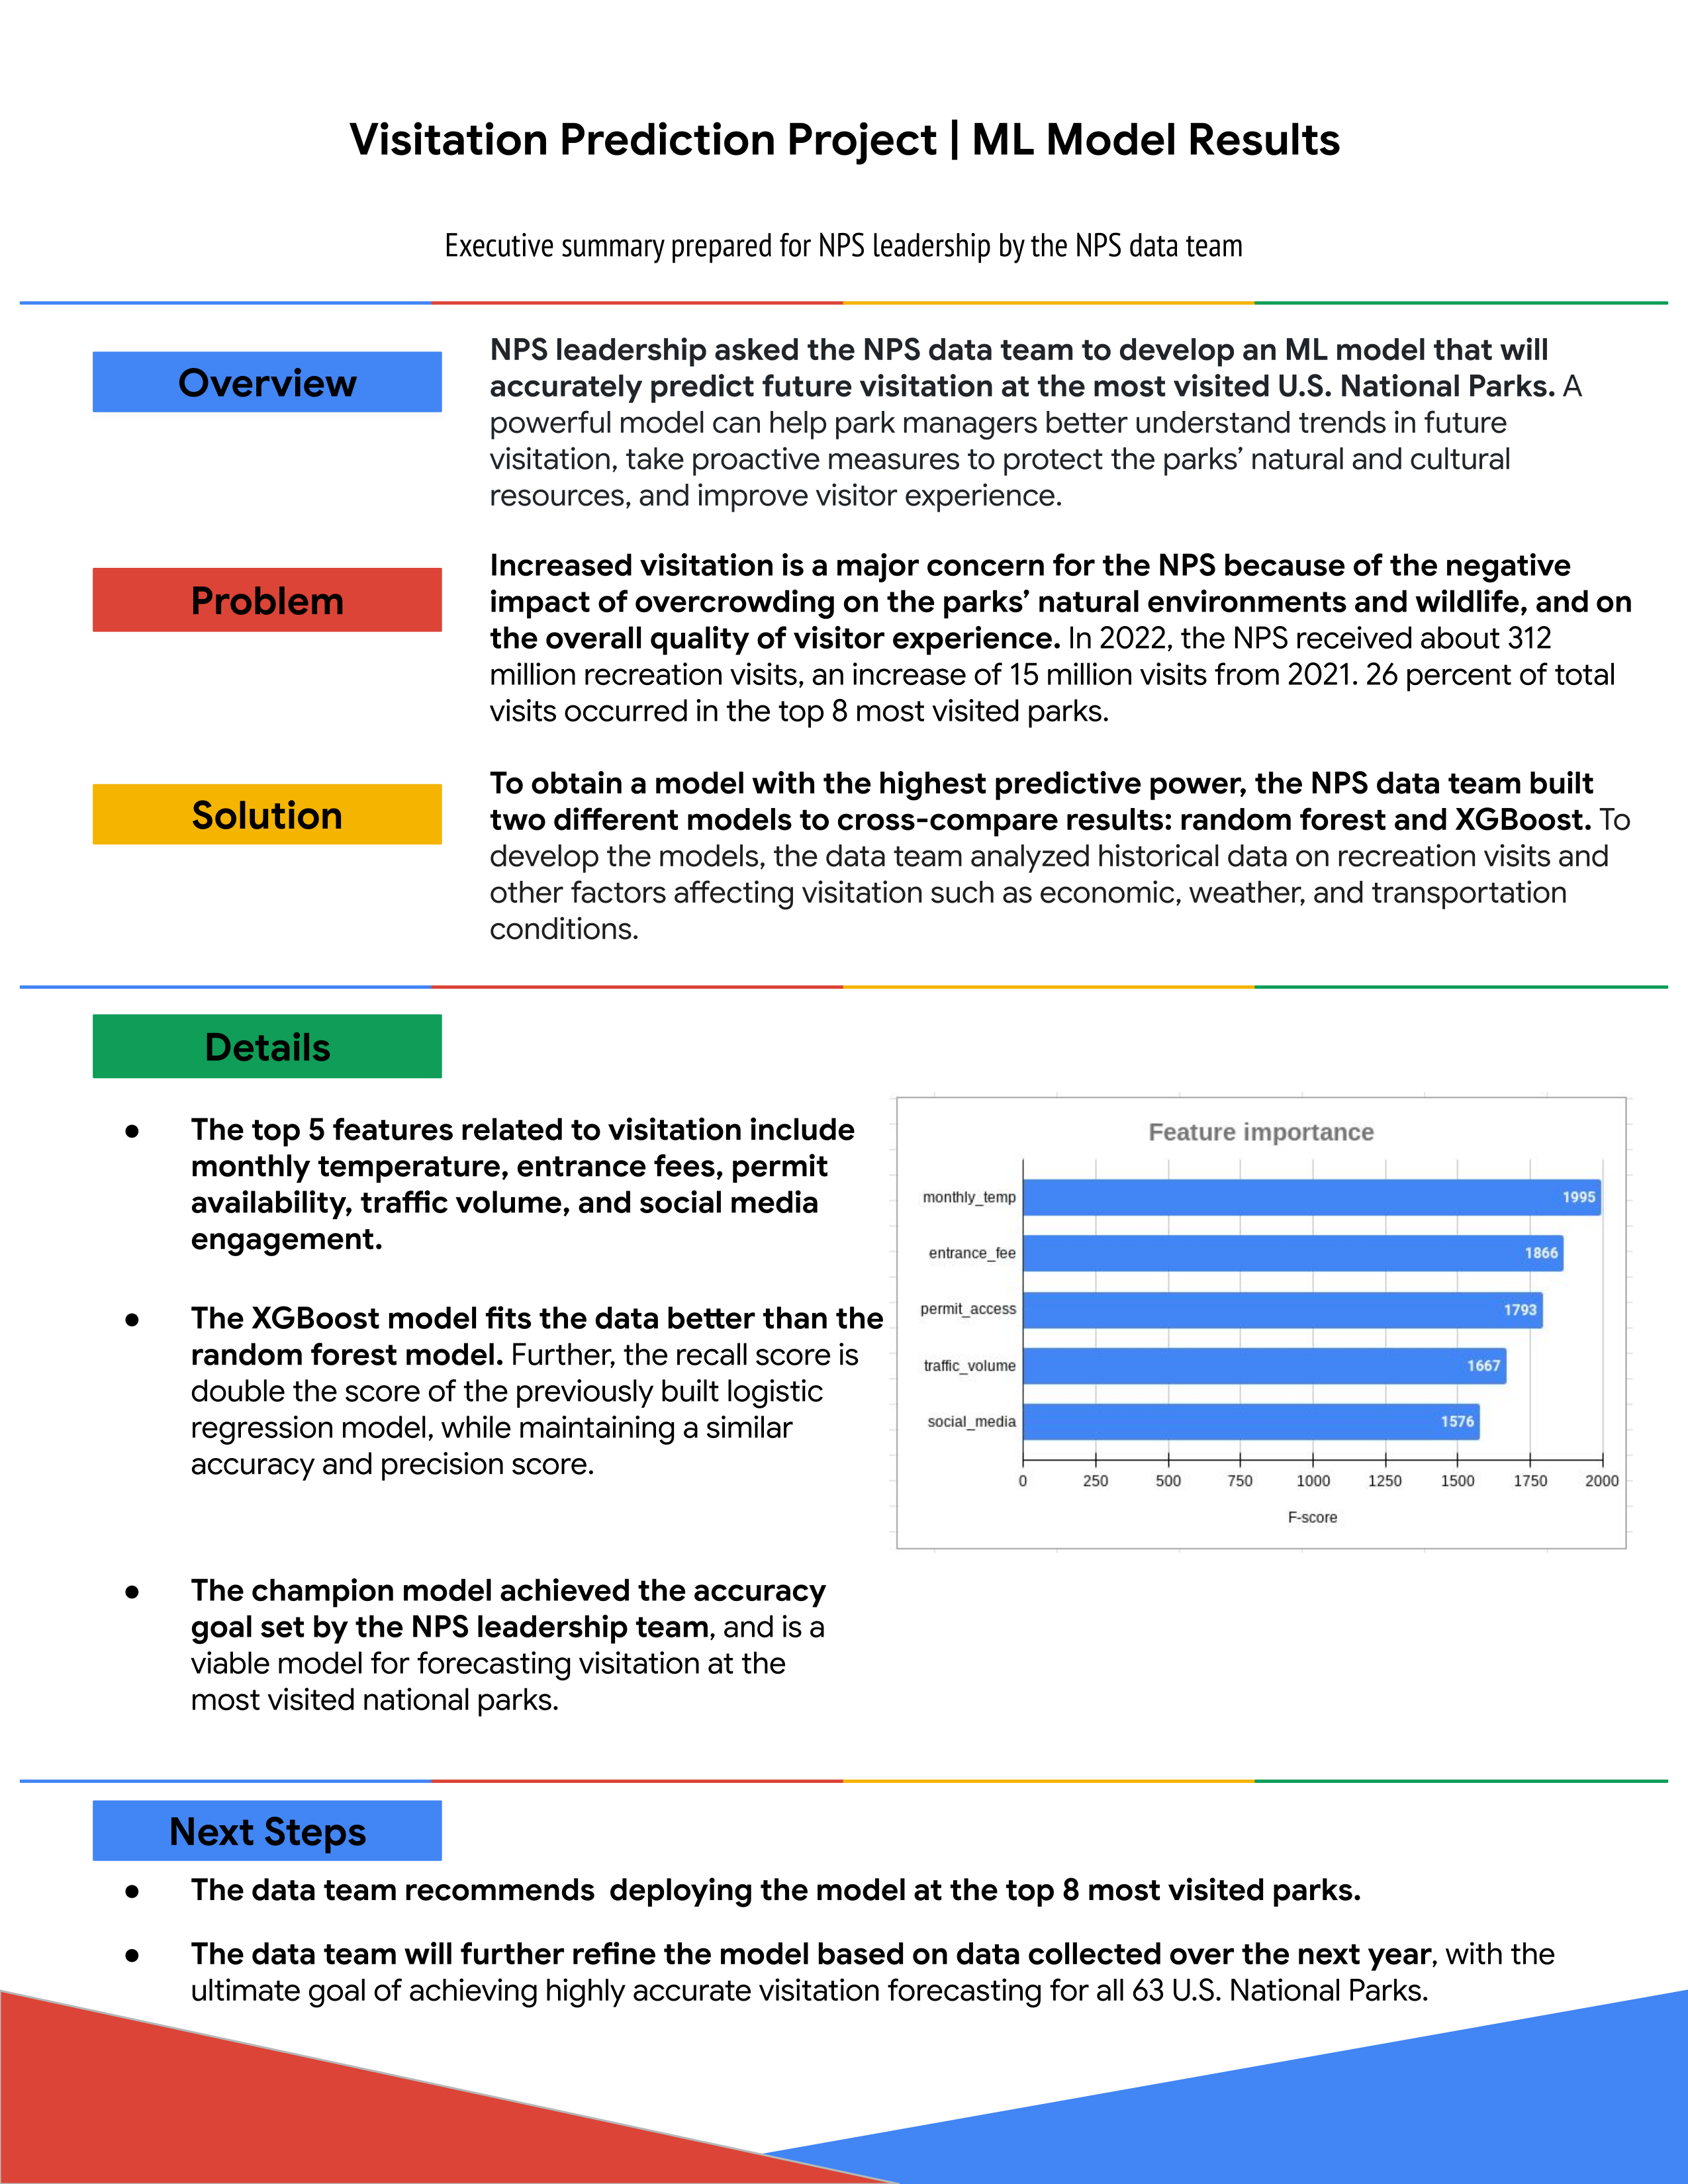 Visitation Prediction Project | ML Model Results
Executive summary prepared for NPS leadership by the NPS data team
Overview
NPS leadership asked the NPS data team to develop an ML model that will
accurately predict future visitation at the most visited U.S. National Parks. A
powerful model can help park managers better understand trends in future
visitation, take proactive measures to protect the parks’ natural and cultural
resources, and improve visitor experience.
Problem
Increased visitation is a major concern for the NPS because of the negative
impact of overcrowding on the parks’ natural environments and wildlife, and on
the overall quality of visitor experience. In 2022, the NPS received about 312
million recreation visits, an increase of 15 million visits from 2021. 26 percent of total
visits occurred in the top 8 most visited parks.
Solution
To obtain a model with the highest predictive power, the NPS data team built
two different models to cross-compare results: random forest and XGBoost. To
develop the models, the data team analyzed historical data on recreation visits and
other factors affecting visitation such as economic, weather, and transportation
conditions.
Details
● The top 5 features related to visitation include
monthly temperature, entrance fees, permit
availability, traffic volume, and social media
engagement.
● The XGBoost model fits the data better than the
random forest model. Further, the recall score is
double the score of the previously built logistic
regression model, while maintaining a similar
accuracy and precision score.
● The champion model achieved the accuracy
goal set by the NPS leadership team, and is a
viable model for forecasting visitation at the
most visited national parks.
Feature importance
monthly_temp 1995
entrance_fee 1866
permit_access 1793
traffic_volume 1667
social_media 1576
0 250 500 750 1000 1250 1500 1750 2000
F-score
Next Steps
● The data team recommends  deploying the model at the top 8 most visited parks.
● The data team will further refine the model based on data collected over the next year, with the
ultimate goal of achieving highly accurate visitation forecasting for all 63 U.S. National Parks.